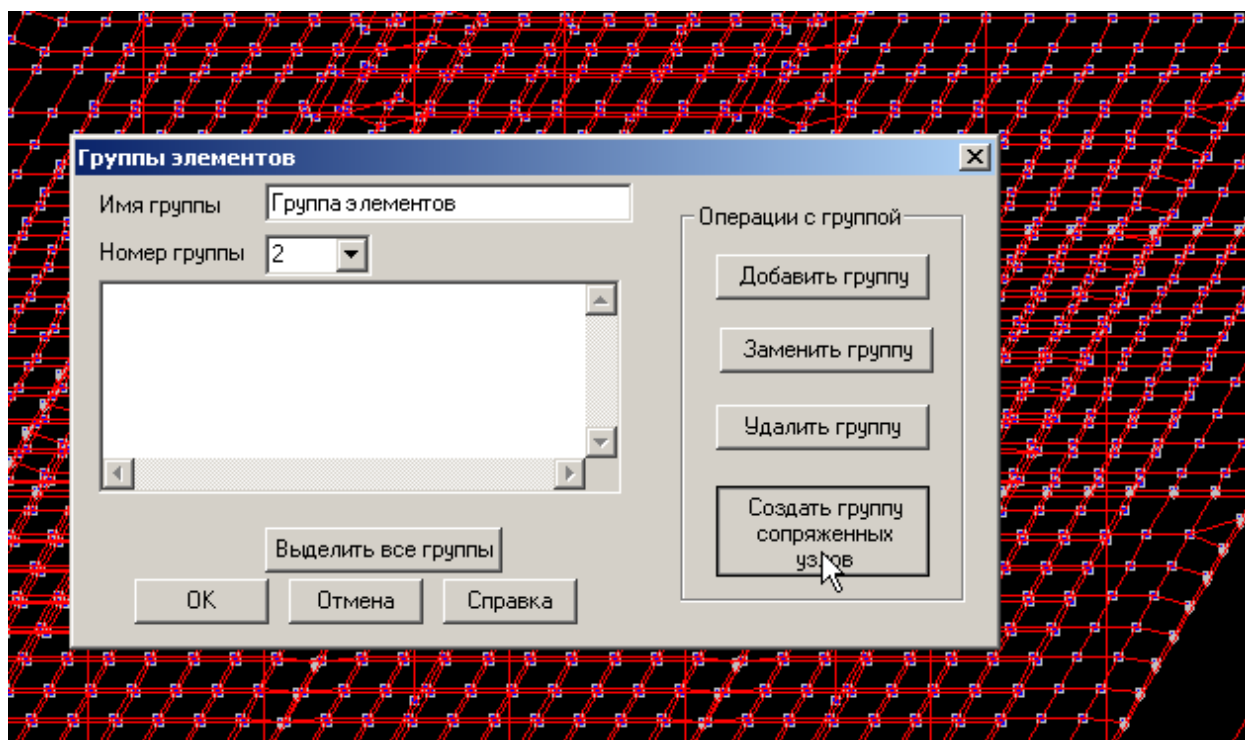 Группы элементов
Имя группы
Группа элементов
Номер группы
2
Выделить все группы
ОК
Отмена
Справка
Операции с группой
Добавить группу
Заменить группу
Удалить группу
Создать группу
сопряженных
узлов